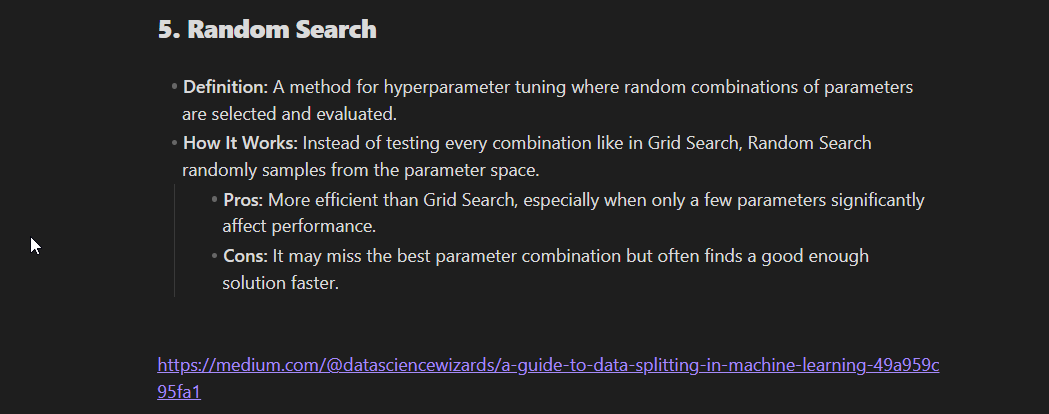 5. Random Search
• Definition: A method for hyperparameter tuning where random combinations of parameters
are selected and evaluated.
• How It Works: Instead of testing every combination like in Grid Search, Random Search
randomly samples from the parameter space.
• Pros: More efficient than Grid Search, especially when only a few parameters significantly
affect performance.
• Cons: It may miss the best parameter combination but often finds a good enough
solution faster.
https://medium.com/@datasciencewizards/a-guide-to-data-splitting-in-machine-learning-49a959c
95fa1